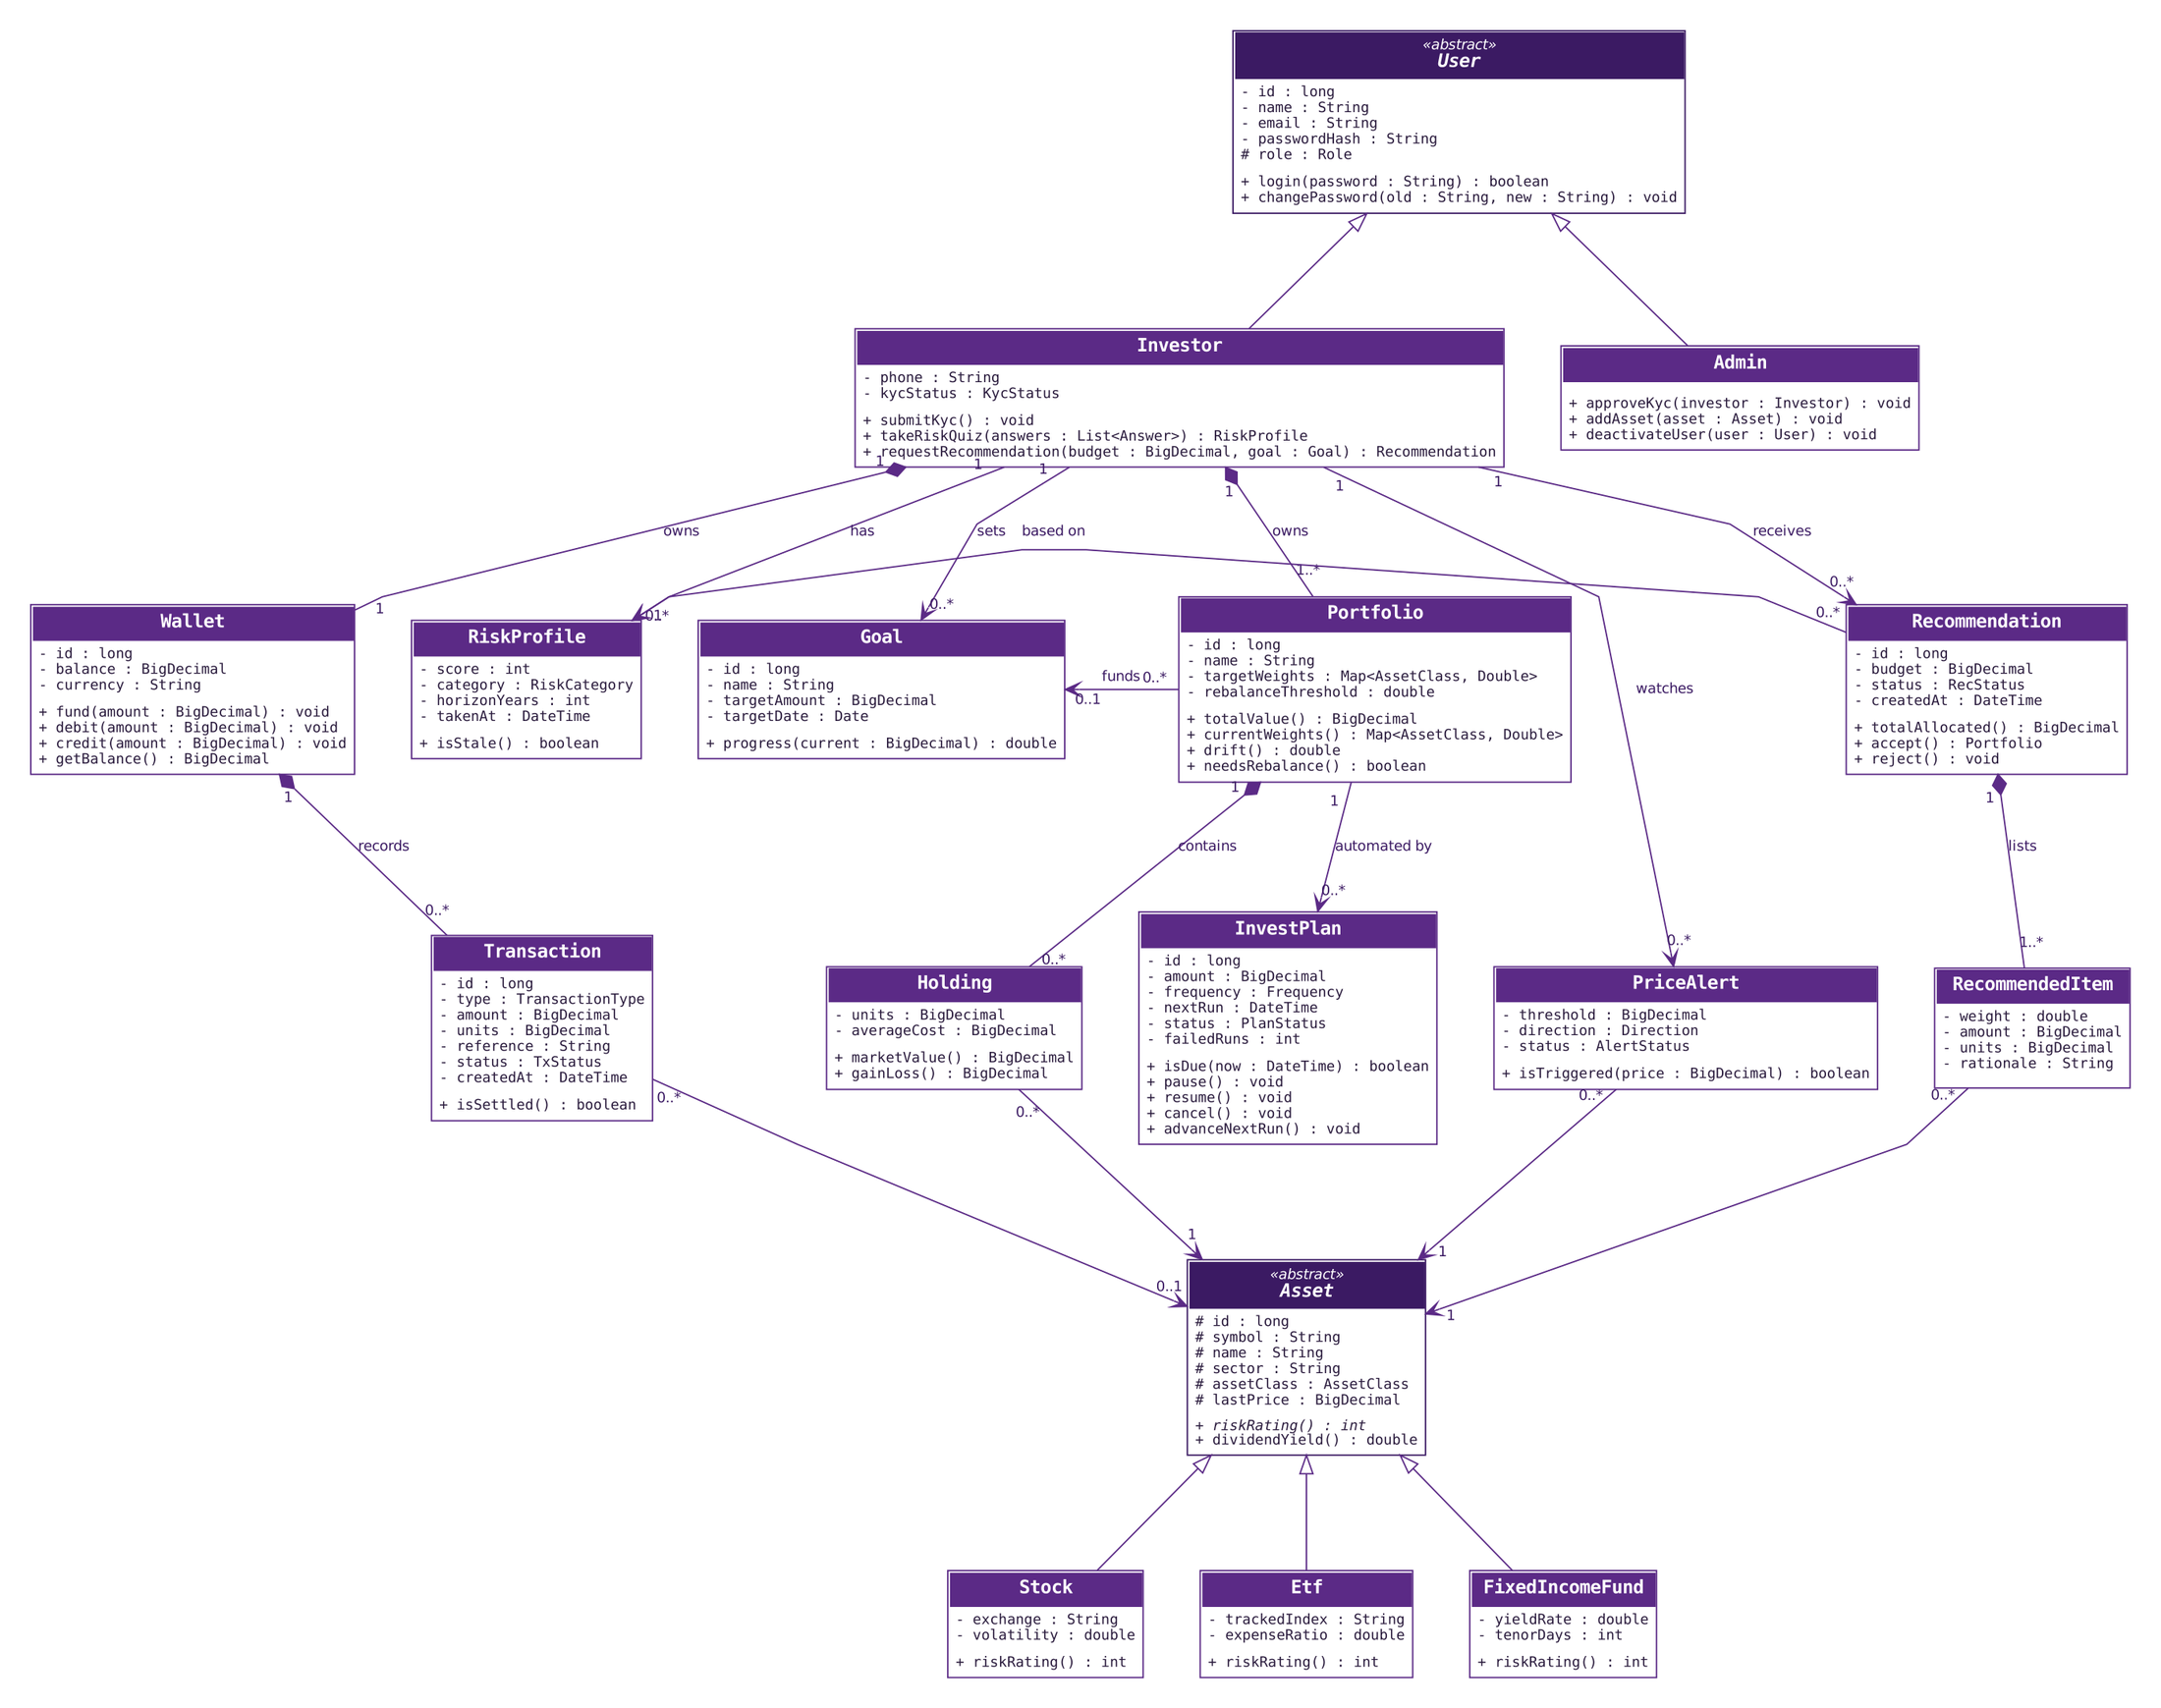 «abstract»
User
- id : long
- name : String
- email : String
- passwordHash : String
# role : Role
+ login(password : String) : boolean
+ changePassword(old : String, new : String) : void
Investor
- phone : String
- kycStatus : KycStatus
+ submitKyc() : void
+ takeRiskQuiz(answers : List<Answer>) : RiskProfile
+ requestRecommendation(budget : BigDecimal, goal : Goal) : Recommendation
Admin
+ approveKyc(investor : Investor) : void
+ addAsset(asset : Asset) : void
+ deactivateUser(user : User) : void
1
1
1
1
1
1
owns
has
sets
based on
owns
receives
1
0..*
1..*
0..*
0..*
Wallet
- id : long
- balance : BigDecimal
- currency : String
+ fund(amount : BigDecimal) : void
+ debit(amount : BigDecimal) : void
+ credit(amount : BigDecimal) : void
+ getBalance() : BigDecimal
RiskProfile
- score : int
- category : RiskCategory
- horizonYears : int
- takenAt : DateTime
+ isStale() : boolean
Goal
- id : long
- name : String
- targetAmount : BigDecimal
- targetDate : Date
+ progress(current : BigDecimal) : double
funds
0..*
0..1
Portfolio
- id : long
- name : String
- targetWeights : Map<AssetClass, Double>
- rebalanceThreshold : double
+ totalValue() : BigDecimal
+ currentWeights() : Map<AssetClass, Double>
+ drift() : double
+ needsRebalance() : boolean
watches
Recommendation
- id : long
- budget : BigDecimal
- status : RecStatus
- createdAt : DateTime
+ totalAllocated() : BigDecimal
+ accept() : Portfolio
+ reject() : void
1
1
1
1
records
contains
automated by
lists
0..*
0..*
0..*
0..*
1..*
Transaction
- id : long
- type : TransactionType
- amount : BigDecimal
- units : BigDecimal
- reference : String
- status : TxStatus
- createdAt : DateTime
+ isSettled() : boolean
Holding
- units : BigDecimal
- averageCost : BigDecimal
+ marketValue() : BigDecimal
+ gainLoss() : BigDecimal
InvestPlan
- id : long
- amount : BigDecimal
- frequency : Frequency
- nextRun : DateTime
- status : PlanStatus
- failedRuns : int
+ isDue(now : DateTime) : boolean
+ pause() : void
+ resume() : void
+ cancel() : void
+ advanceNextRun() : void
PriceAlert
- threshold : BigDecimal
- direction : Direction
- status : AlertStatus
+ isTriggered(price : BigDecimal) : boolean
RecommendedItem
- weight : double
- amount : BigDecimal
- units : BigDecimal
- rationale : String
0..*
0..*
0..*
0..*
0..1
1
1
1
«abstract»
Asset
# id : long
# symbol : String
# name : String
# sector : String
# assetClass : AssetClass
# lastPrice : BigDecimal
+ riskRating() : int
+ dividendYield() : double
Stock
- exchange : String
- volatility : double
+ riskRating() : int
Etf
- trackedIndex : String
- expenseRatio : double
+ riskRating() : int
FixedIncomeFund
- yieldRate : double
- tenorDays : int
+ riskRating() : int